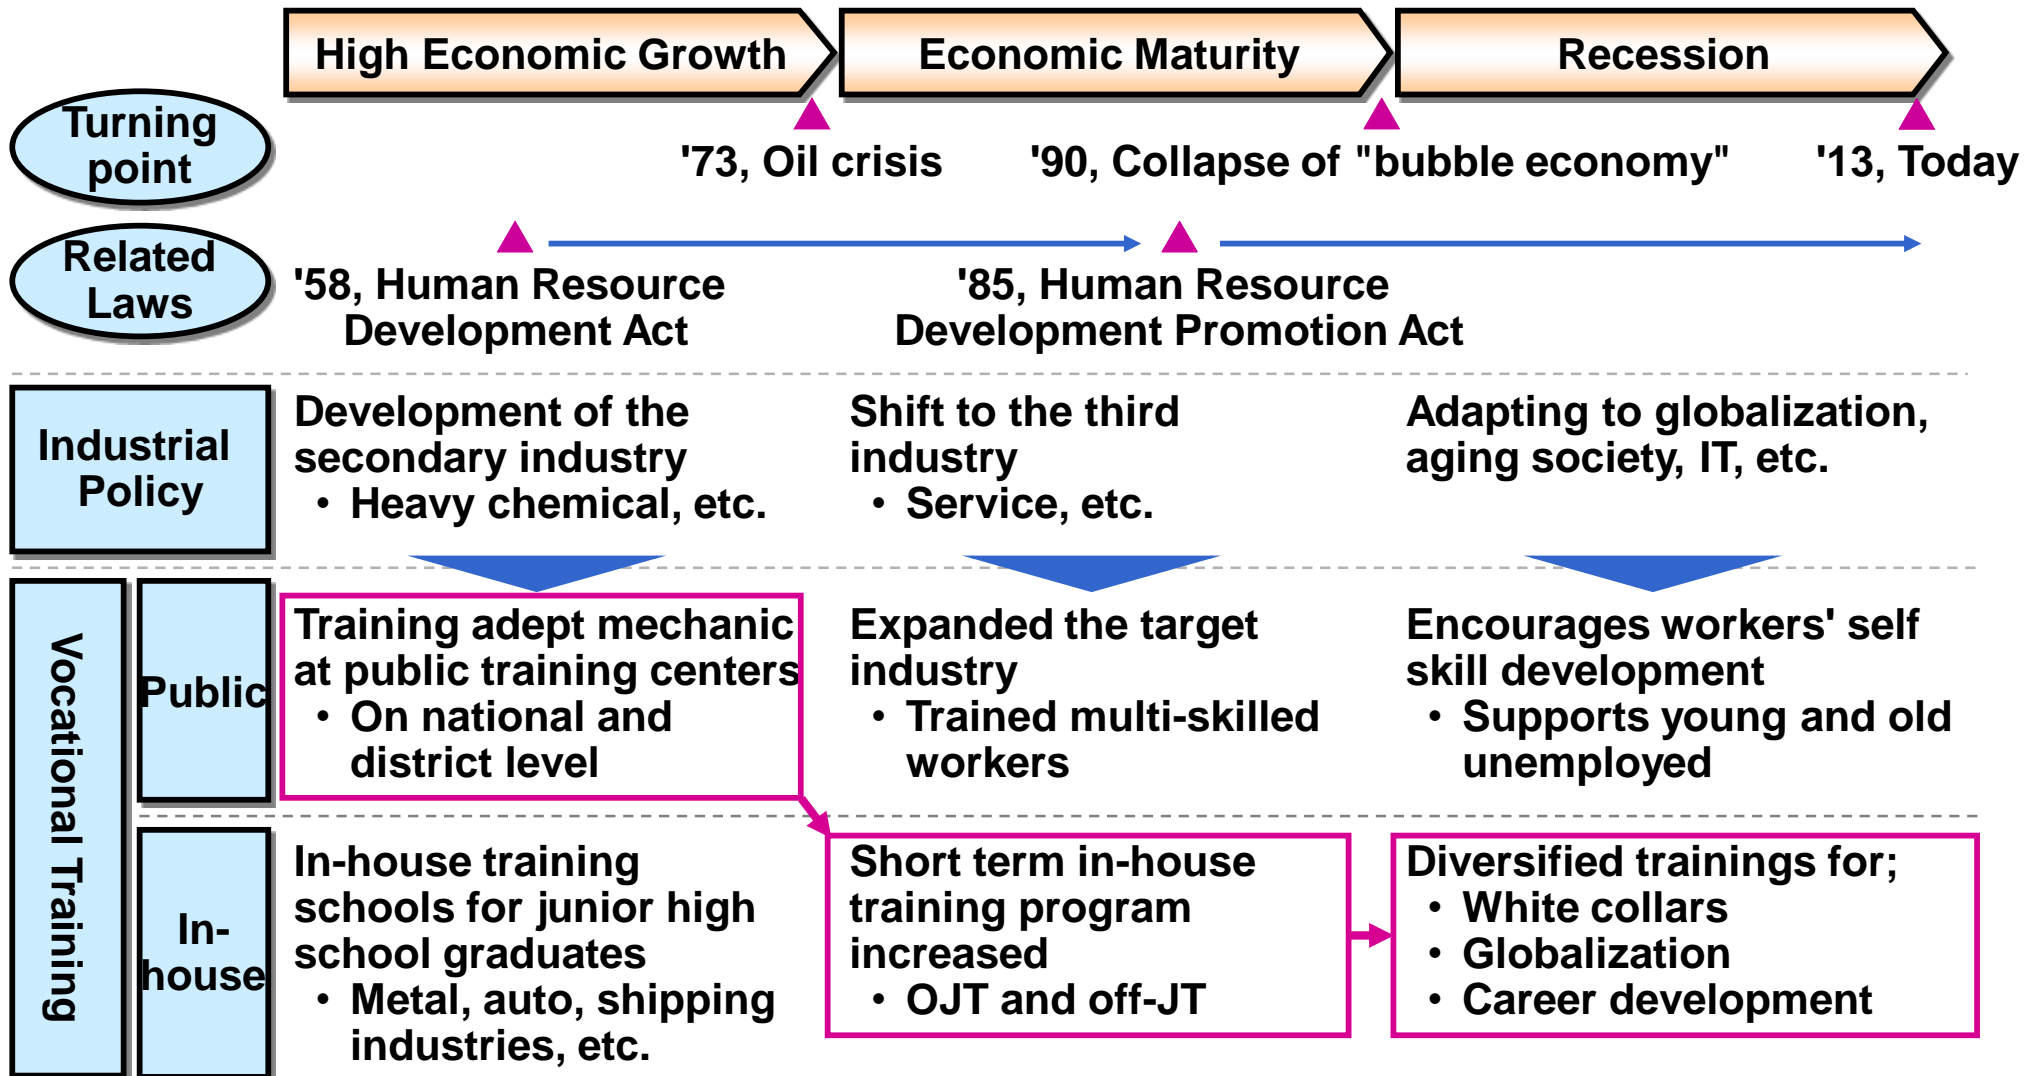 High Economic Growth
Economic Maturity
Recession
Turning
point
'73, Oil crisis
'90, Collapse of "bubble economy"
'13, Today
Related
Laws
'58, Human Resource
Development Act
'85, Human Resource
Development Promotion Act
Industrial
Policy
Development of the
secondary industry
• Heavy chemical, etc.
Shift to the third
industry
• Service, etc.
Adapting to globalization,
aging society, IT, etc.
Vocational Training
Public
Training adept mechanic
at public training centers
• On national and
district level
Expanded the target
industry
• Trained multi-skilled
workers
Encourages workers' self
skill development
• Supports young and old
unemployed
In-
house
In-house training
schools for junior high
school graduates
• Metal, auto, shipping
industries, etc.
Short term in-house
training program
increased
• OJT and off-JT
Diversified trainings for;
• White collars
• Globalization
• Career development